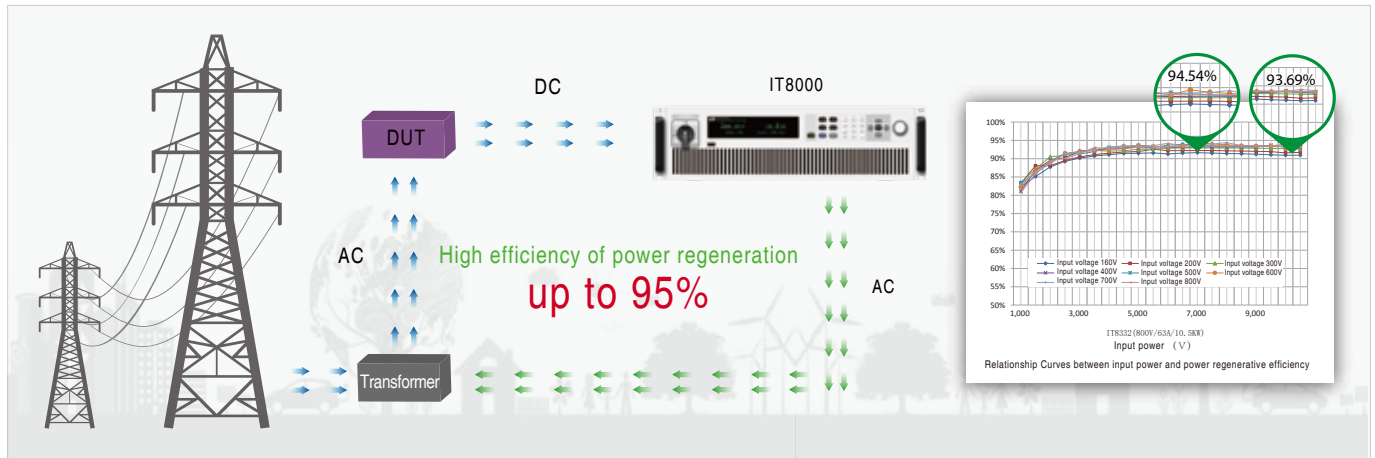 DC
IT8000
DUT
AC
High efficiency of power regeneration
up to 95%
AC
Transformer
94.54%
93.69%
100%
95%
90%
85%
80%
75%
70%
65%
60%
55%
50%
Input voltage 160V Input voltage 200V Input voltage 300V
Input voltage 400V Input voltage 500V Input voltage 600V
Input voltage 700V Input voltage 800V
1,000 3,000 5,000 7,000 9,000
IT8332(800V/63A/10.5KW)
Input power （V）
Relationship Curves between input power and power regenerative efficiency